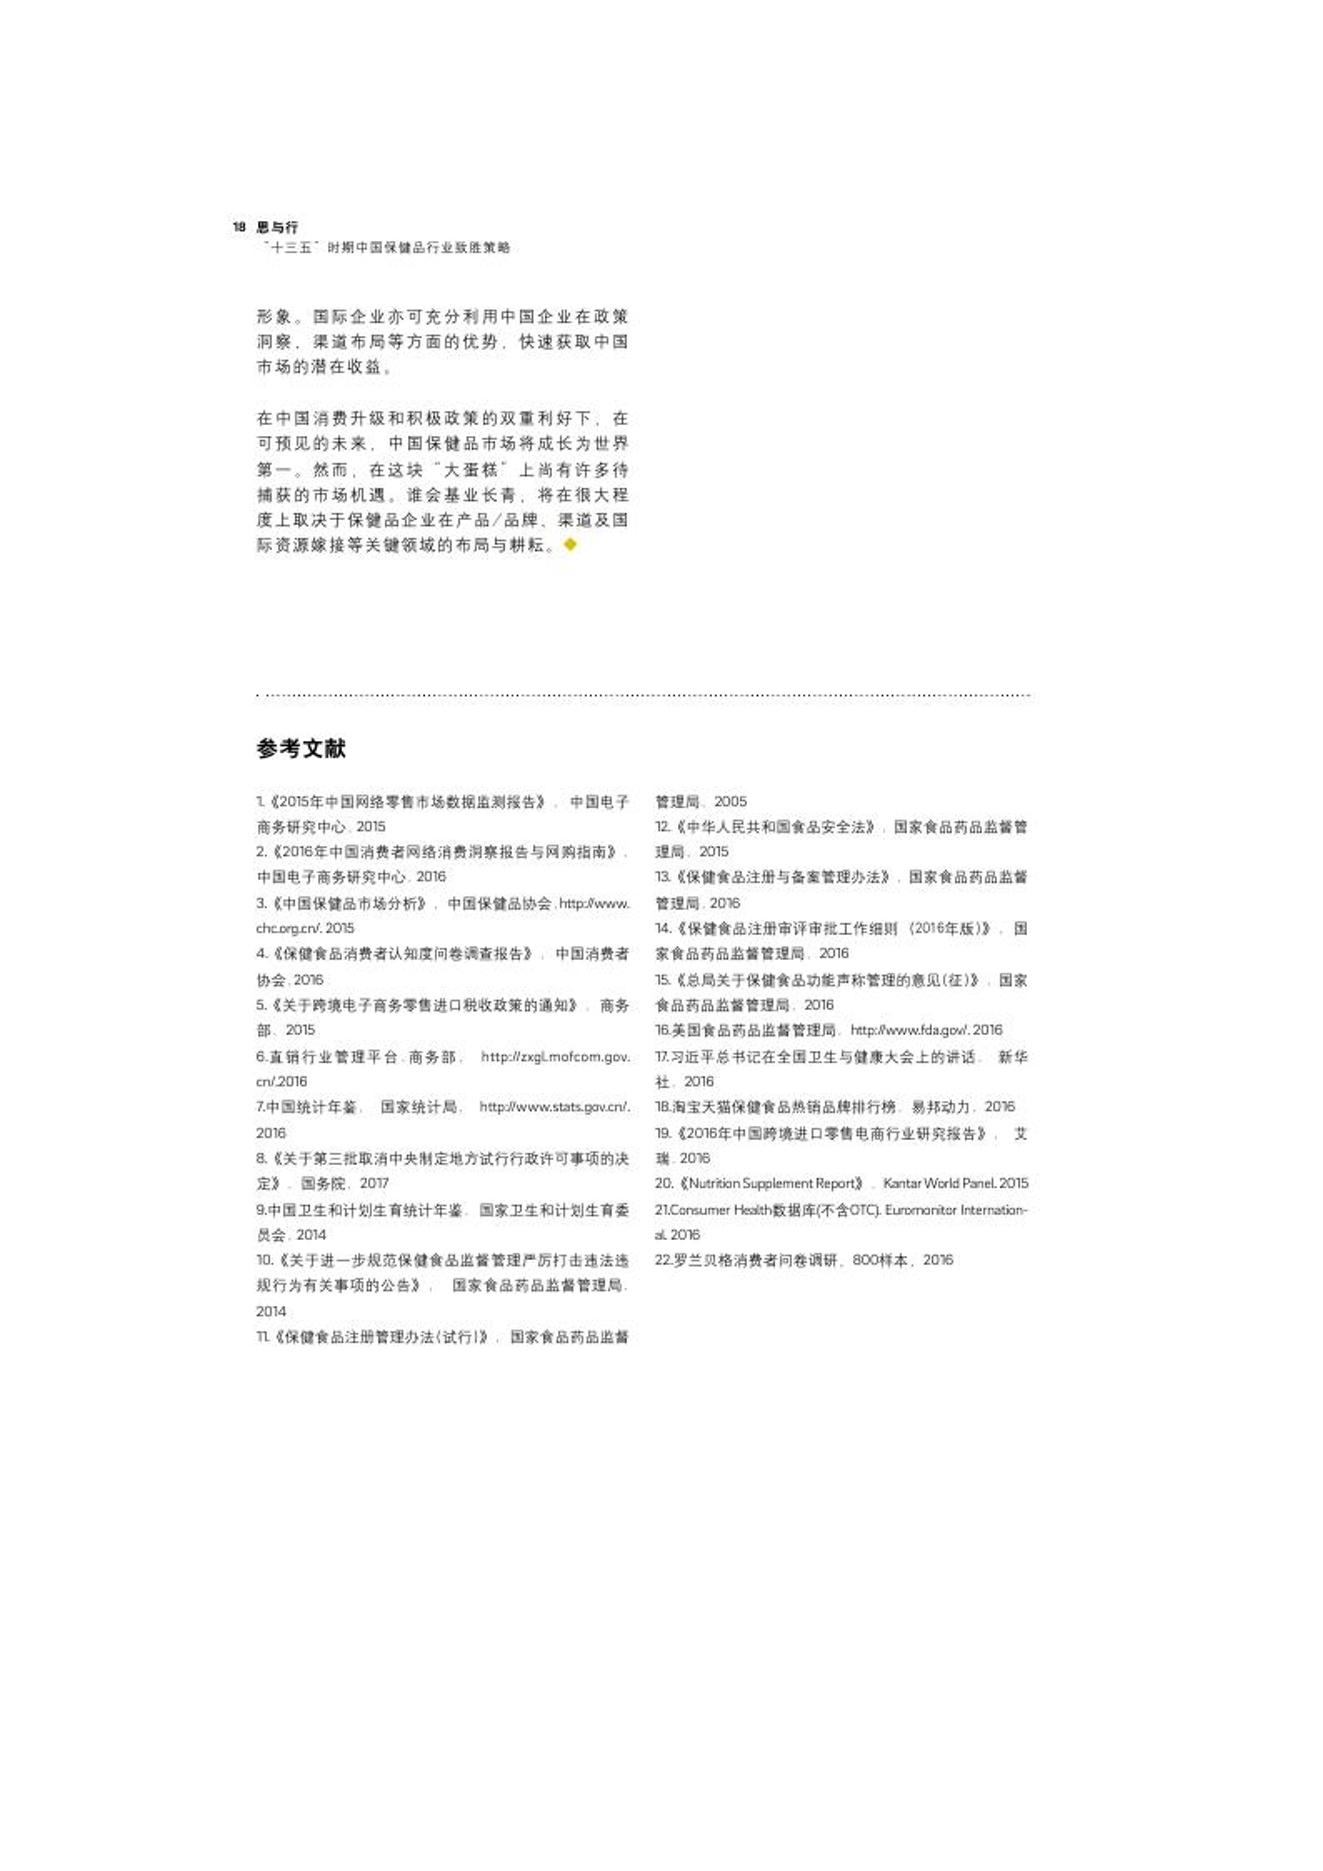 18 思与行
“十三五”时期中国保健品行业致胜策略
形象。国际企业亦可充分利用中国企业在政策
洞察、渠道布局等方面的优势，快速获取中国
市场的潜在收益。
在中国消费升级和积极政策的双重利好下，在
可预见的未来，中国保健品市场将成长为世界
第一。然而，在这块“大蛋糕”上尚有许多待
捕获的市场机遇。谁会基业长青，将在很大程
度上取决于保健品企业在产品/品牌、渠道及国
际资源嫁接等关键领域的布局与耕耘。
参考文献
1.《2015年中国网络零售市场数据监测报告》. 中国电子
商务研究中心. 2015
2.《2016年中国消费者网络消费洞察报告与网购指南》.
中国电子商务研究中心. 2016
3.《中国保健品市场分析》. 中国保健品协会.http://www.
chc.org.cn/. 2015
4.《保健食品消费者认知度问卷调查报告》. 中国消费者
协会. 2016
5.《关于跨境电子商务零售进口税收政策的通知》. 商务
部. 2015
6.直销行业管理平台.商务部. http://zxgl.mofcom.gov.
cn/.2016
7.中国统计年鉴. 国家统计局. http://www.stats.gov.cn/.
2016
8.《关于第三批取消中央制定地方试行行政许可事项的决
定》. 国务院. 2017
9.中国卫生和计划生育统计年鉴. 国家卫生和计划生育委
员会. 2014
10.《关于进一步规范保健食品监督管理严厉打击违法违
规行为有关事项的公告》. 国家食品药品监督管理局.
2014
11.《保健食品注册管理办法(试行)》. 国家食品药品监督
管理局. 2005
12.《中华人民共和国食品安全法》. 国家食品药品监督管
理局. 2015
13.《保健食品注册与备案管理办法》. 国家食品药品监督
管理局. 2016
14.《保健食品注册审评审批工作细则 (2016年版)》. 国
家食品药品监督管理局. 2016
15.《总局关于保健食品功能声称管理的意见(征)》. 国家
食品药品监督管理局. 2016
16.美国食品药品监督管理局. http://www.fda.gov/. 2016
17.习近平总书记在全国卫生与健康大会上的讲话. 新华
社. 2016
18.淘宝天猫保健食品热销品牌排行榜. 易邦动力. 2016
19.《2016年中国跨境进口零售电商行业研究报告》. 艾
瑞. 2016
20.《Nutrition Supplement Report》. Kantar World Panel. 2015
21.Consumer Health数据库(不含OTC). Euromonitor Internation-
al. 2016
22.罗兰贝格消费者问卷调研，800样本，2016